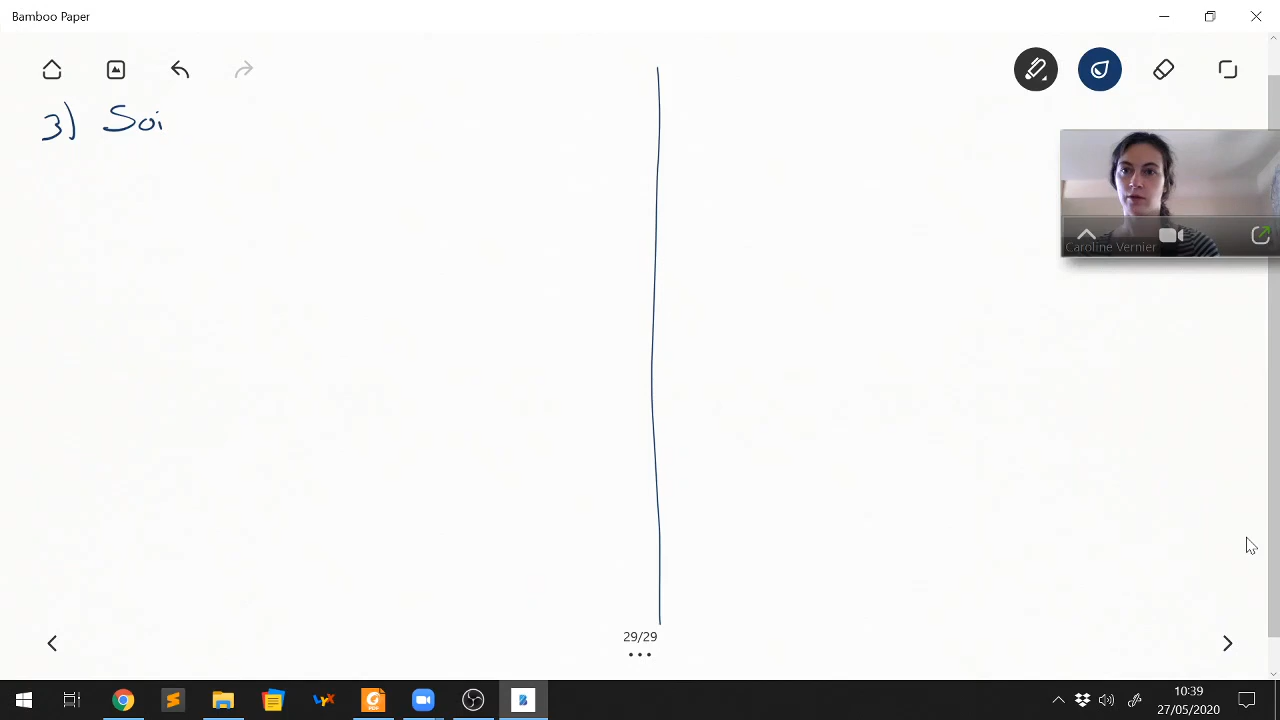 Bamboo Paper
3) Soi
Caroline Vernier
29/29
10:39
27/05/2020